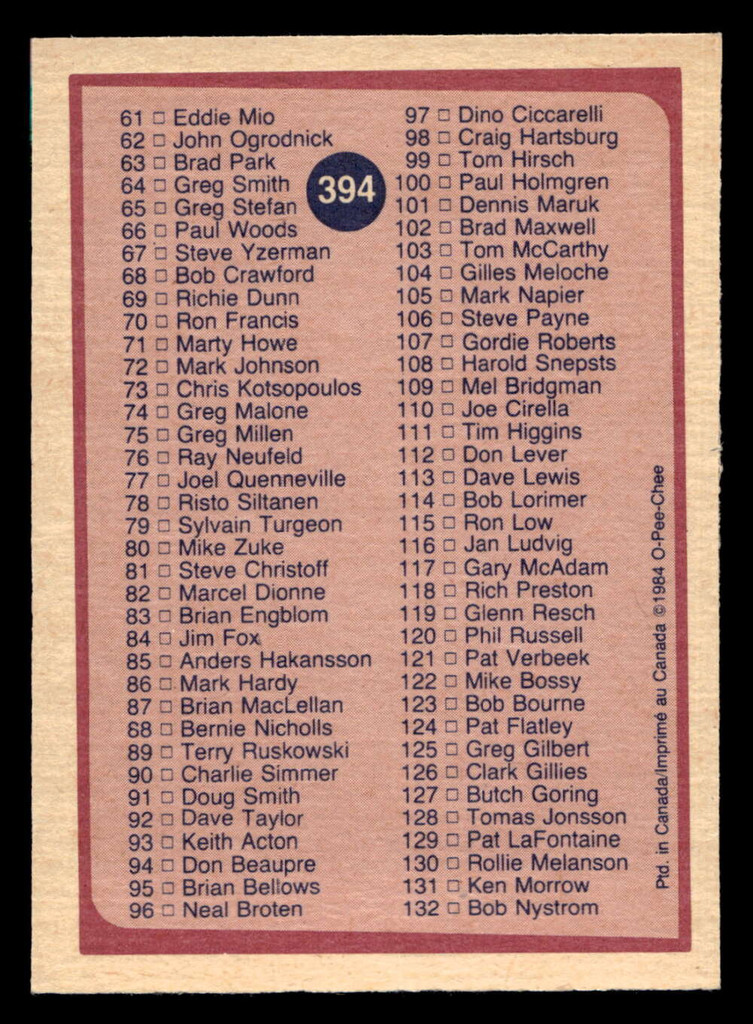 61 □ Eddie Mio
62 □ John Ogrodnick
63 □ Brad Park
64 □ Greg Smith
65 □ Greg Stefan
66 □ Paul Woods
67 □ Steve Yzerman
68 □ Bob Crawford
69 □ Richie Dunn
70 □ Ron Francis
71 □ Marty Howe
72 □ Mark Johnson
73 □ Chris Kotsopoulos
74 □ Greg Malone
75 □ Greg Millen
76 □ Ray Neufeld
77 □ Joel Quenneville
78 □ Risto Siltanen
79 □ Sylvain Turgeon
80 □ Mike Zuke
81 □ Steve Christoff
82 □ Marcel Dionne
83 □ Brian Engblom
84 □ Jim Fox
85 □ Anders Hakansson
86 □ Mark Hardy
87 □ Brian MacLellan
88 □ Bernie Nicholls
89 □ Terry Ruskowski
90 □ Charlie Simmer
91 □ Doug Smith
92 □ Dave Taylor
93 □ Keith Acton
94 □ Don Beaupre
95 □ Brian Bellows
96 □ Neal Broten
394
97 □ Dino Ciccarelli
98 □ Craig Hartsburg
99 □ Tom Hirsch
100 □ Paul Holmgren
101 □ Dennis Maruk
102 □ Brad Maxwell
103 □ Tom McCarthy
104 □ Gilles Meloche
105 □ Mark Napier
106 □ Steve Payne
107 □ Gordie Roberts
108 □ Harold Snepsts
109 □ Mel Bridgman
110 □ Joe Cirella
111 □ Tim Higgins
112 □ Don Lever
113 □ Dave Lewis
114 □ Bob Lorimer
115 □ Ron Low
116 □ Jan Ludvig
117 □ Gary McAdam
118 □ Rich Preston
119 □ Glenn Resch
120 □ Phil Russell
121 □ Pat Verbeek
122 □ Mike Bossy
123 □ Bob Bourne
124 □ Pat Flatley
125 □ Greg Gilbert
126 □ Clark Gillies
127 □ Butch Goring
128 □ Tomas Jonsson
129 □ Pat LaFontaine
130 □ Rollie Melanson
131 □ Ken Morrow
132 □ Bob Nystrom
Ptd. in Canada/Imprimé au Canada ©1984 O-Pee-Chee